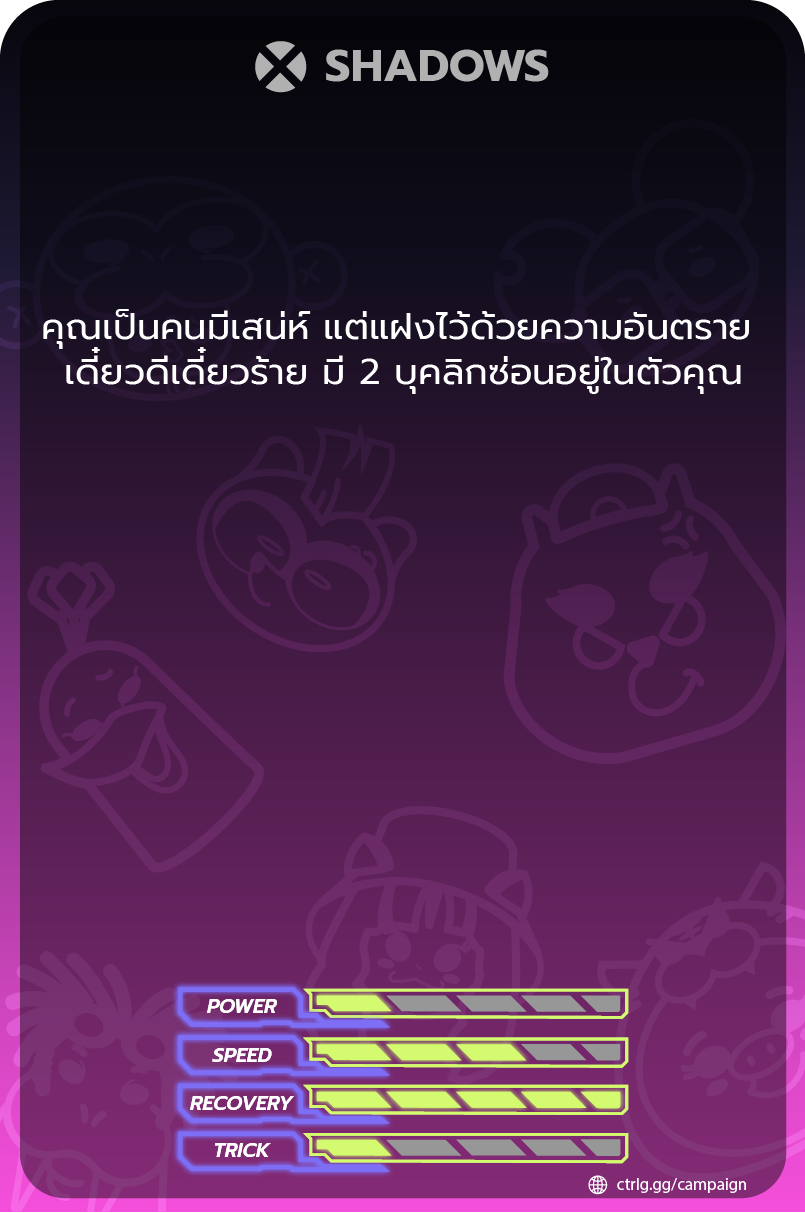 SHADOWS
คุณเป็นคนมีเสน่ห์ แต่แฝงไว้ด้วยความอันตราย
เดี๋ยวดีเดี๋ยวร้าย มี 2 บุคลิกซ่อนอยู่ในตัวคุณ
POWER
SPEED
RECOVERY
TRICK
ctrlg.gg/campaign